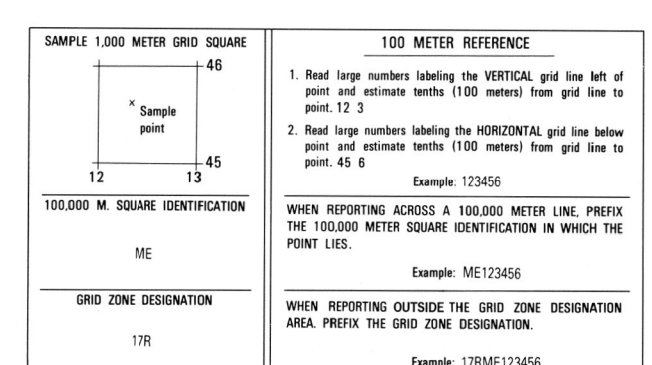 SAMPLE 1,000 METER GRID SQUARE
46
x Sample
point
45
12
13
100,000 M. SQUARE IDENTIFICATION
ME
GRID ZONE DESIGNATION
17R
100 METER REFERENCE
1. Read large numbers labeling the VERTICAL grid line left of
point and estimate tenths (100 meters) from grid line to
point. 12 3
2. Read large numbers labeling the HORIZONTAL grid line below
point and estimate tenths (100 meters) from grid line to
point. 45 6
Example: 123456
WHEN REPORTING ACROSS A 100,000 METER LINE, PREFIX
THE 100,000 METER SQUARE IDENTIFICATION IN WHICH THE
POINT LIES.
Example: ME123456
WHEN REPORTING OUTSIDE THE GRID ZONE DESIGNATION
AREA. PREFIX THE GRID ZONE DESIGNATION.
Example: 17RME123456